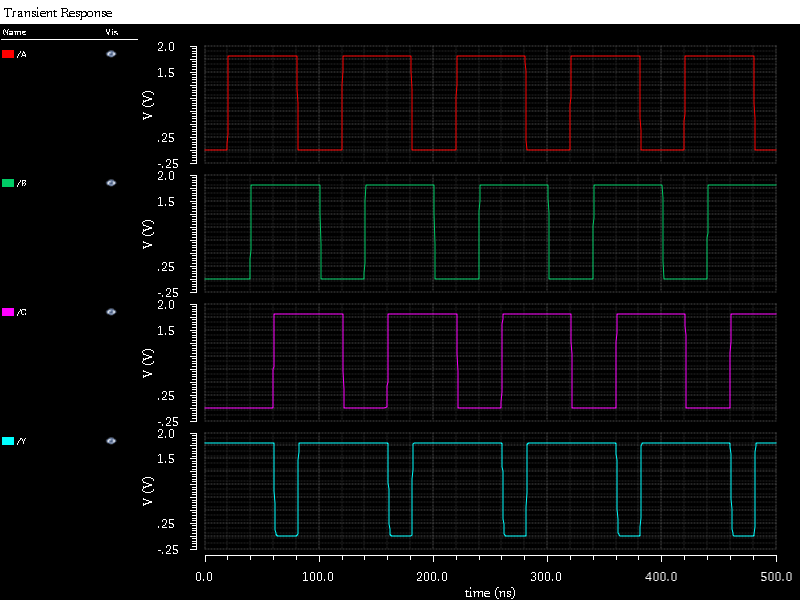 Transient Response
Name Vis
/A
V (V)
2.0
1.5
.25
-.25
/B
V (V)
2.0
1.5
.25
-.25
/C
V (V)
2.0
1.5
.25
-.25
/Y
V (V)
2.0
1.5
.25
-.25
0.0 100.0 200.0 300.0 400.0 500.0
time (ns)